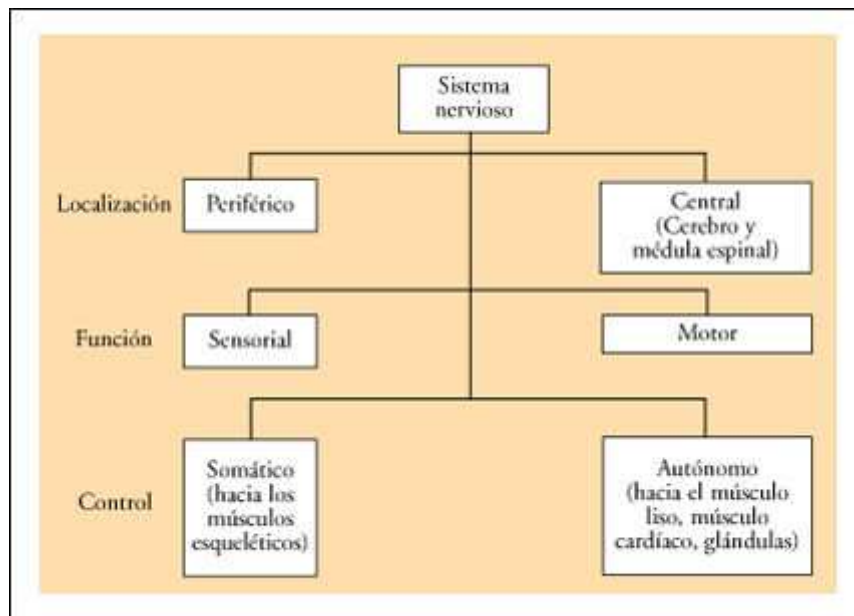 Sistema
nervioso
Localización
Periférico
Central
(Cerebro y
médula espinal)
Función
Sensorial
Motor
Control
Somático
(hacia los
músculos
esqueléticos)
Autónomo
(hacia el músculo
liso, músculo
cardíaco, glándulas)